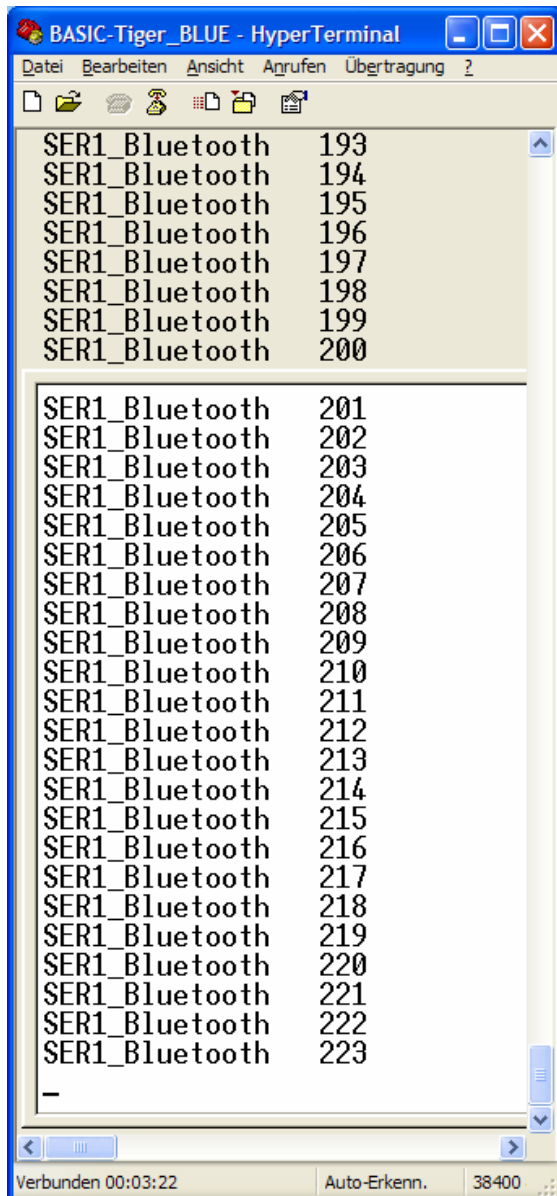 BASIC-Tiger_BLUE - HyperTerminal
Datei Bearbeiten Ansicht Anrufen Übertragung ?
SER1_Bluetooth 193
SER1_Bluetooth 194
SER1_Bluetooth 195
SER1_Bluetooth 196
SER1_Bluetooth 197
SER1_Bluetooth 198
SER1_Bluetooth 199
SER1_Bluetooth 200
SER1_Bluetooth 201
SER1_Bluetooth 202
SER1_Bluetooth 203
SER1_Bluetooth 204
SER1_Bluetooth 205
SER1_Bluetooth 206
SER1_Bluetooth 207
SER1_Bluetooth 208
SER1_Bluetooth 209
SER1_Bluetooth 210
SER1_Bluetooth 211
SER1_Bluetooth 212
SER1_Bluetooth 213
SER1_Bluetooth 214
SER1_Bluetooth 215
SER1_Bluetooth 216
SER1_Bluetooth 217
SER1_Bluetooth 218
SER1_Bluetooth 219
SER1_Bluetooth 220
SER1_Bluetooth 221
SER1_Bluetooth 222
SER1_Bluetooth 223
_
Verbunden 00:03:22 Auto-Erkenn. 38400